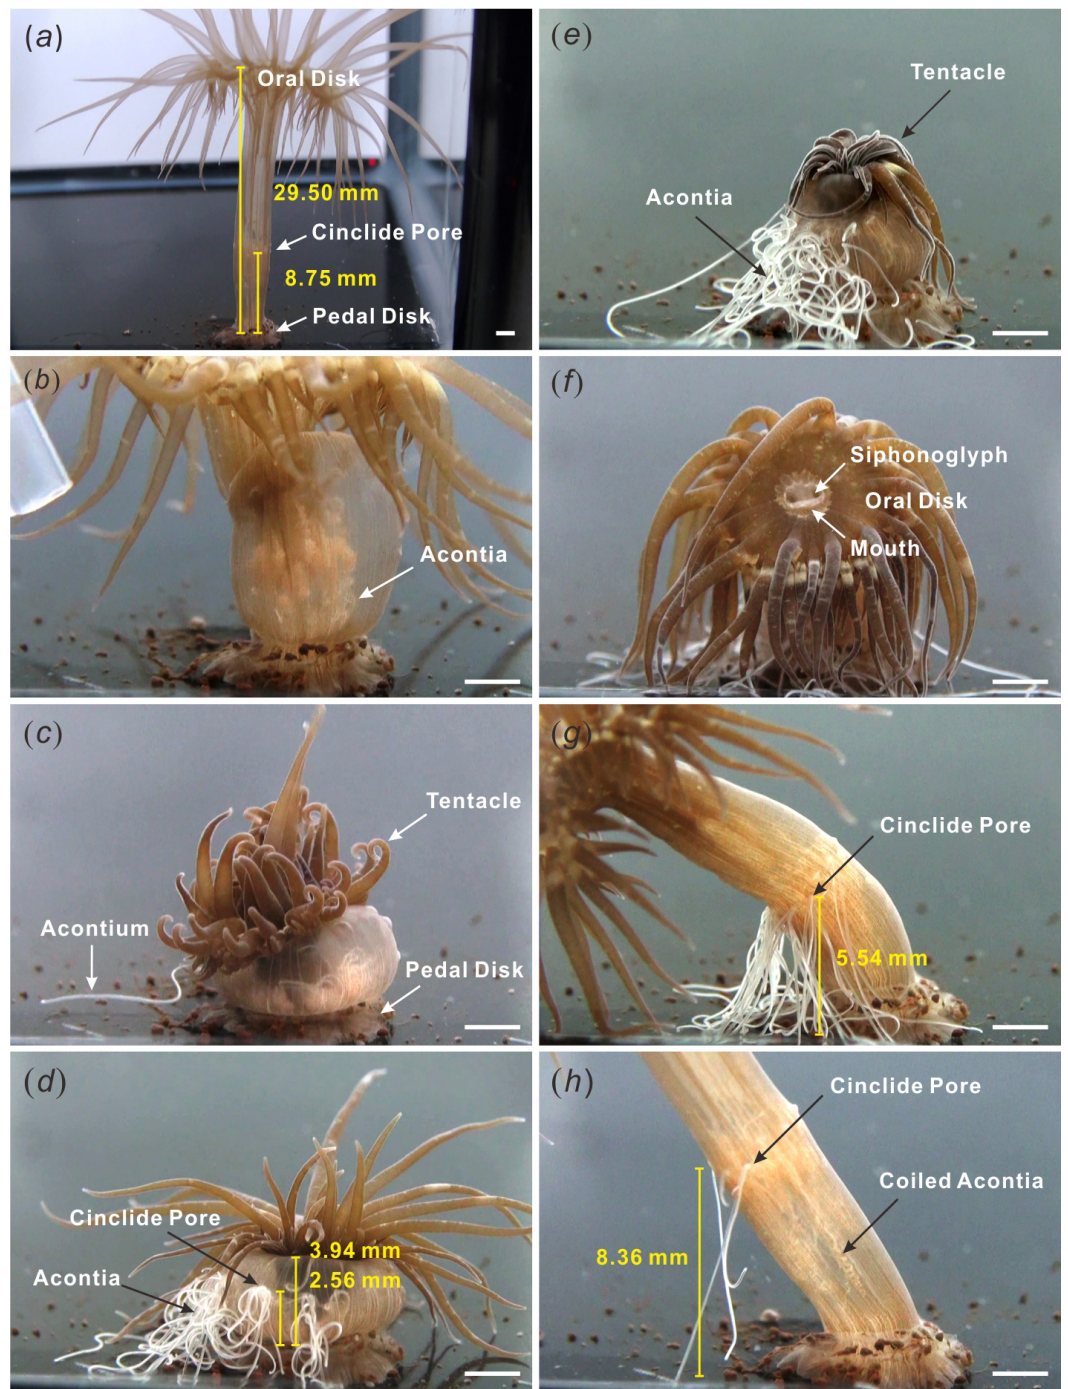 (a)
Oral Disk
29.50 mm
Cinclide Pore
8.75 mm
Pedal Disk
(b)
Acontia
(c)
Tentacle
Acontium
Pedal Disk
(d)
Cinclide Pore
3.94 mm
2.56 mm
Acontia
(e)
Tentacle
Acontia
(f)
Siphonoglyph
Oral Disk
Mouth
(g)
Cinclide Pore
5.54 mm
(h)
Cinclide Pore
Coiled Acontia
8.36 mm